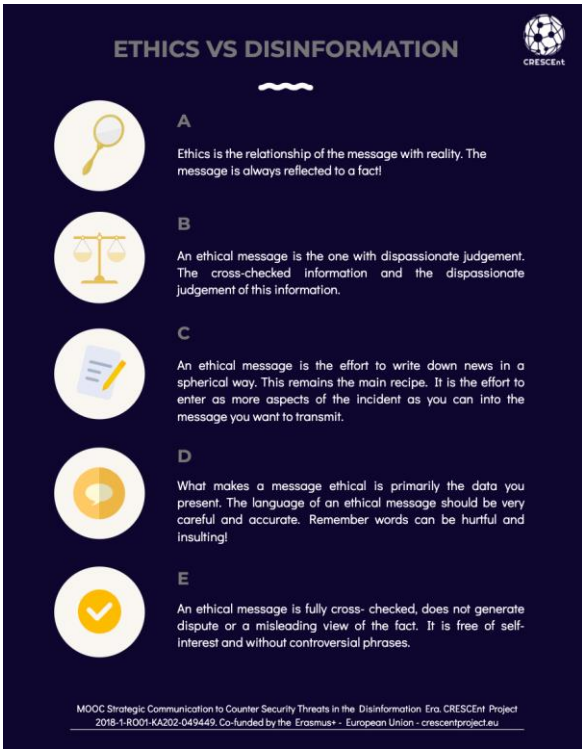 CRESCEnt
ETHICS VS DISINFORMATION
A
Ethics is the relationship of the message with reality. The
message is always reflected to a fact!
B
An ethical message is the one with dispassionate judgement.
The cross-checked information and the dispassionate
judgement of this information.
C
An ethical message is the effort to write down news in a
spherical way. This remains the main recipe. It is the effort to
enter as more aspects of the incident as you can into the
message you want to transmit.
D
What makes a message ethical is primarily the data you
present. The language of an ethical message should be very
careful and accurate. Remember words can be hurtful and
insulting!
E
An ethical message is fully cross- checked, does not generate
dispute or a misleading view of the fact. It is free of self-
interest and without controversial phrases.
MOOC Strategic Communication to Counter Security Threats in the Disinformation Era. CRESCEnt Project
2018-1-RO01-KA202-049449. Co-funded by the Erasmus+ - European Union - crescentproject.eu